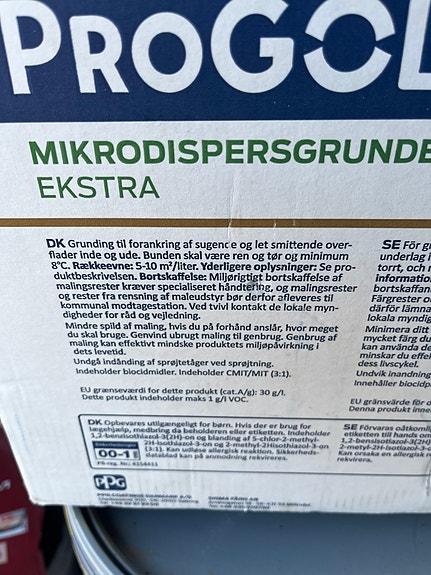 PROGOL
MIKRODISPERSGRUNDE
EKSTRA
DK Grunding til forankring af sugende og let smittende over-
flader inde og ude. Bunden skal være ren og tør og minimum
8°C. Rækkeevne: 5-10 m²/liter. Yderligere oplysninger: Se pro-
duktbeskrivelsen. Bortskaffelse: Miljørigtigt bortskaffelse af
malingsrester kræver specialiseret håndtering, og malingsrester
og rester fra rensning af maleudstyr bør derfor afleveres til
kommunal modtagestation. Ved tvivl kontakt de lokale myn-
digheder for råd og vejledning.
Mindre spild af maling, hvis du på forhånd anslår, hvor meget
du skal bruge. Genvind ubrugt maling til genbrug. Genbrug af
maling kan effektivt mindske produktets miljøpåvirkning i
dets levetid.
Undgå indånding af sprøjtetåger ved sprøjtning.
Indeholder biocidmidler. Indeholder CMIT/MIT (3:1).
EU grænseværdi for dette produkt (cat.A/g): 30 g/l.
Dette produkt indeholder maks 1 g/l VOC.
DK. Opbevares utilgængeligt for børn. Hvis der er brug for
lægehjælp, medbring da beholderen eller etiketten. Indeholder
1,2-benzisothiazol-3(2H)-on og blanding af 5-chlor-2-methyl-
2H-isothiazol-3-on og 2-methyl-2H-isothiazol-3-on
(3:1). Kan udløse allergisk reaktion. Sikkerheds-
datablad kan på anmodning rekvireres.
00-1
PPG
SE För g
underlag i
torrt, och r
Information
bortskaffan
Färgrester o
därför lämna
lokala myndig
Minimera ditt
mycket färg du
kan använda de
minskar du effek
dess livscykel.
Undvik inandning
Innehåller biocidp
EU gränsvärde för d
Denna produkt inne
SE. Förvaras oåtkomli
etiketten till hands om
1,2-benzisothiazol-3(2
2-metyl-2H-isotiazol-3-on
Kan orsaka en allergisk r